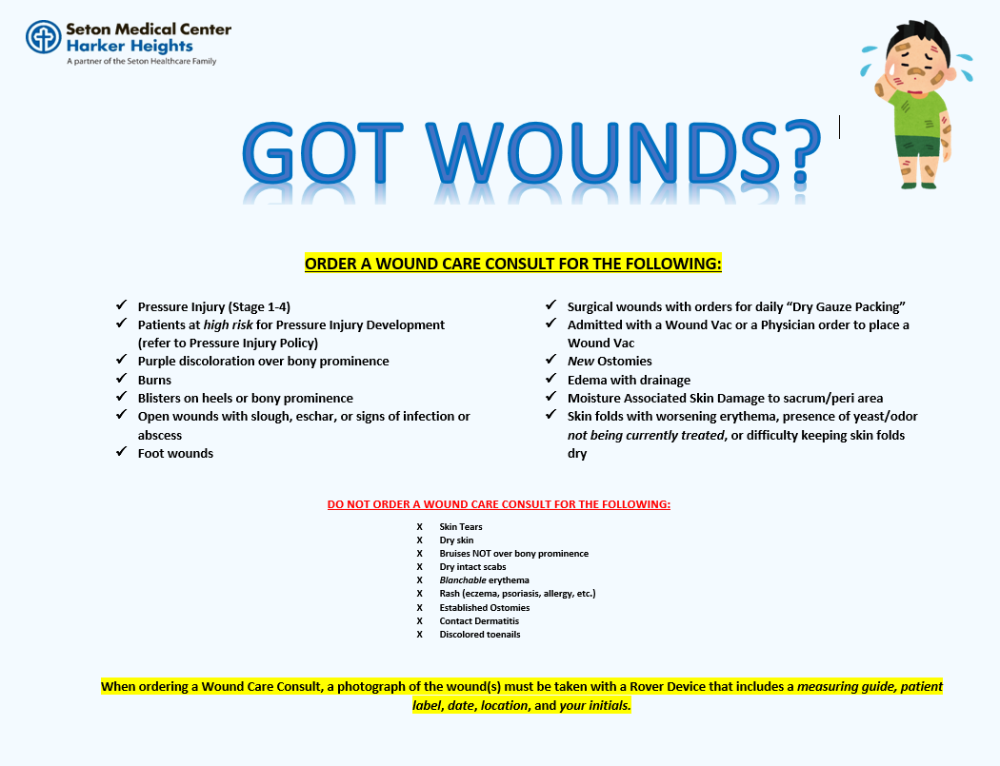 Seton Medical Center
Harker Heights
A partner of the Seton Healthcare Family
GOT WOUNDS?
ORDER A WOUND CARE CONSULT FOR THE FOLLOWING:
✓ Pressure Injury (Stage 1-4)
✓ Patients at high risk for Pressure Injury Development
(refer to Pressure Injury Policy)
✓ Purple discoloration over bony prominence
✓ Burns
✓ Blisters on heels or bony prominence
✓ Open wounds with slough, eschar, or signs of infection or
abscess
✓ Foot wounds
✓ Surgical wounds with orders for daily “Dry Gauze Packing”
✓ Admitted with a Wound Vac or a Physician order to place a
Wound Vac
✓ New Ostomies
✓ Edema with drainage
✓ Moisture Associated Skin Damage to sacrum/peri area
✓ Skin folds with worsening erythema, presence of yeast/odor
not being currently treated, or difficulty keeping skin folds
dry
DO NOT ORDER A WOUND CARE CONSULT FOR THE FOLLOWING:
X Skin Tears
X Dry skin
X Bruises NOT over bony prominence
X Dry intact scabs
X Blanchable erythema
X Rash (eczema, psoriasis, allergy, etc.)
X Established Ostomies
X Contact Dermatitis
X Discolored toenails
When ordering a Wound Care Consult, a photograph of the wound(s) must be taken with a Rover Device that includes a measuring guide, patient
label, date, location, and your initials.